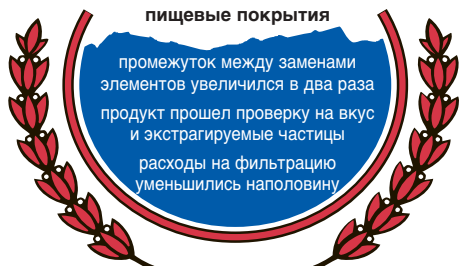 пищевые покрытия
промежуток между заменами
элементов увеличился в два раза
продукт прошел проверку на вкус
и экстрагируемые частицы
расходы на фильтрацию
уменьшились наполовину